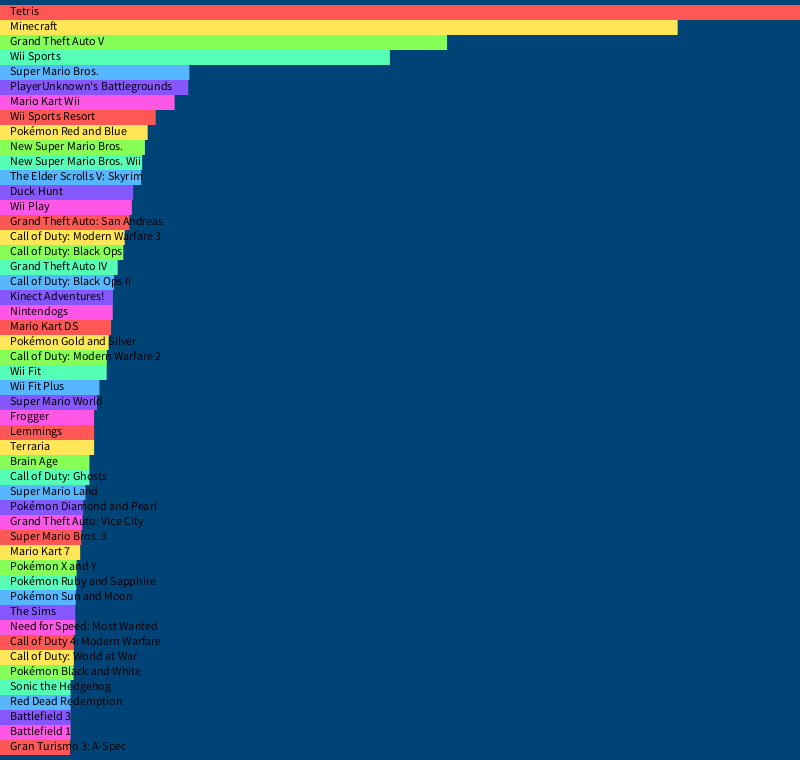 Tetris
Minecraft
Grand Theft Auto V
Wii Sports
Super Mario Bros.
PlayerUnknown's Battlegrounds
Mario Kart Wii
Wii Sports Resort
Pokémon Red and Blue
New Super Mario Bros.
New Super Mario Bros. Wii
The Elder Scrolls V: Skyrim
Duck Hunt
Wii Play
Grand Theft Auto: San Andreas
Call of Duty: Modern Warfare 3
Call of Duty: Black Ops
Grand Theft Auto IV
Call of Duty: Black Ops II
Kinect Adventures!
Nintendogs
Mario Kart DS
Pokémon Gold and Silver
Call of Duty: Modern Warfare 2
Wii Fit
Wii Fit Plus
Super Mario World
Frogger
Lemmings
Terraria
Brain Age
Call of Duty: Ghosts
Super Mario Land
Pokémon Diamond and Pearl
Grand Theft Auto: Vice City
Super Mario Bros. 3
Mario Kart 7
Pokémon X and Y
Pokémon Ruby and Sapphire
Pokémon Sun and Moon
The Sims
Need for Speed: Most Wanted
Call of Duty 4: Modern Warfare
Call of Duty: World at War
Pokémon Black and White
Sonic the Hedgehog
Red Dead Redemption
Battlefield 3
Battlefield 1
Gran Turismo 3: A-Spec